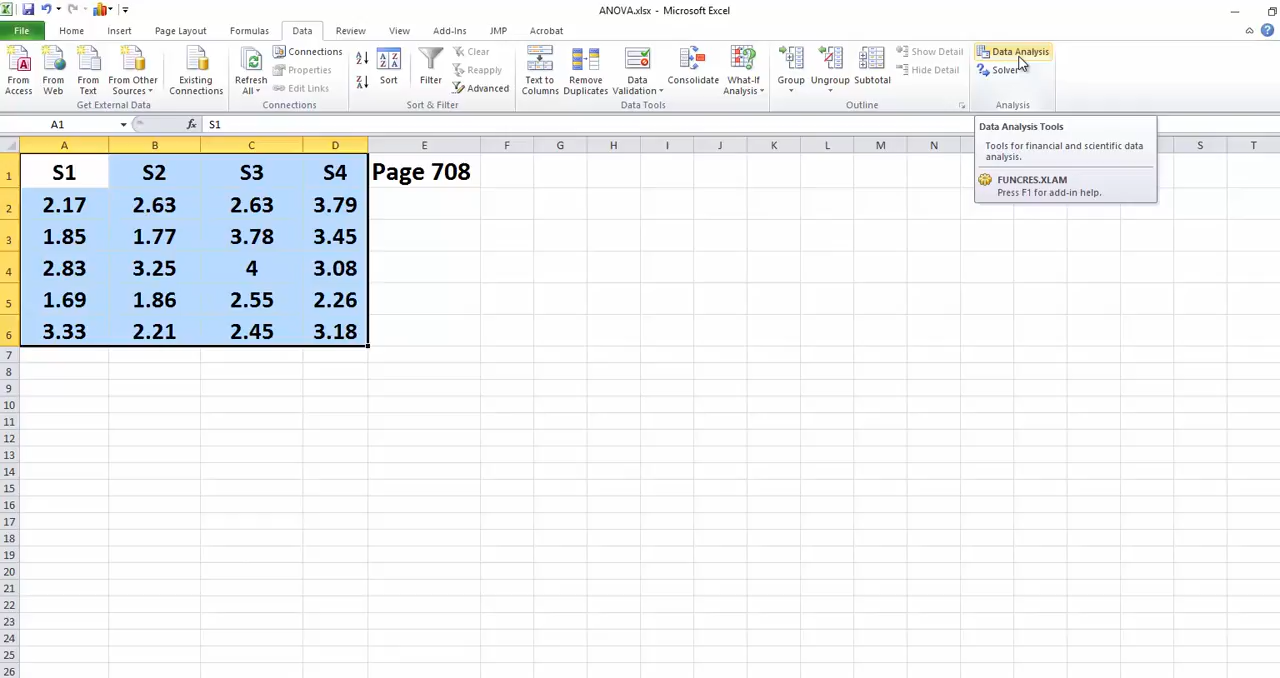 ANOVA.xlsx - Microsoft Excel
File Home Insert Page Layout Formulas Data Review View Add-Ins JMP Acrobat
From Access
From Web
From Text
From Other Sources
Existing Connections
Get External Data
Refresh All
Connections
Properties
Edit Links
Connections
Sort
Filter
Clear
Reapply
Advanced
Sort & Filter
Text to Columns
Remove Duplicates
Data Validation
Consolidate
What-If Analysis
Data Tools
Group
Ungroup
Subtotal
Show Detail
Hide Detail
Outline
Data Analysis
Solver
Analysis
A1 fx S1
Data Analysis Tools
Tools for financial and scientific data
analysis.
FUNCRES.XLAM
Press F1 for add-in help.
A B C D E F G H I J K L M N S T
1 S1 S2 S3 S4 Page 708
2 2.17 2.63 2.63 3.79
3 1.85 1.77 3.78 3.45
4 2.83 3.25 4 3.08
5 1.69 1.86 2.55 2.26
6 3.33 2.21 2.45 3.18
7
8
9
10
11
12
13
14
15
16
17
18
19
20
21
22
23
24
25
26